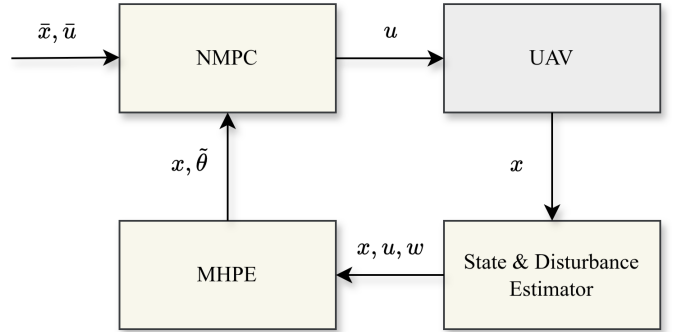 x̄, ū
NMPC
u
UAV
x, θ̃
x
MHPE
x, u, w
State & Disturbance
Estimator